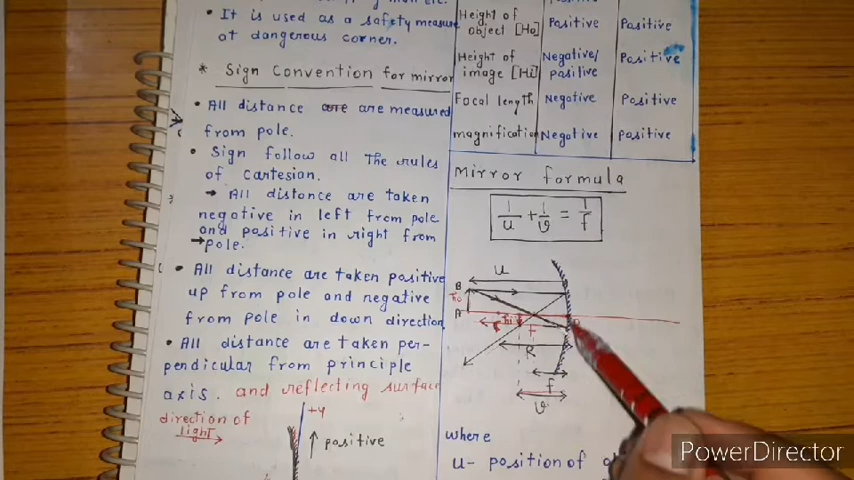 • It is used as a safety measure
at dangerous corner.
* Sign Convention for mirror
• All distance are are measured
from pole.
• Sign follow all The rules
of Cartesian.
→ All distance are taken
negative in left from pole
and positive in right from
→ pole.
• All distance are taken positive
up from pole and negative
from pole in down direction
• All distance are taken per-
pendicular from principle
axis. and reflecting surface
direction of
light
+y
positive
Height of
object [Ho] Positive Positive
Height of
image [Hi] Negative/
positive Positive
Focal length Negative Positive
magnification Negative positive
Mirror formula
1/u + 1/v = 1/f
u
B
ho
A
hi
F
R
f
v
where
u- position of
PowerDirector